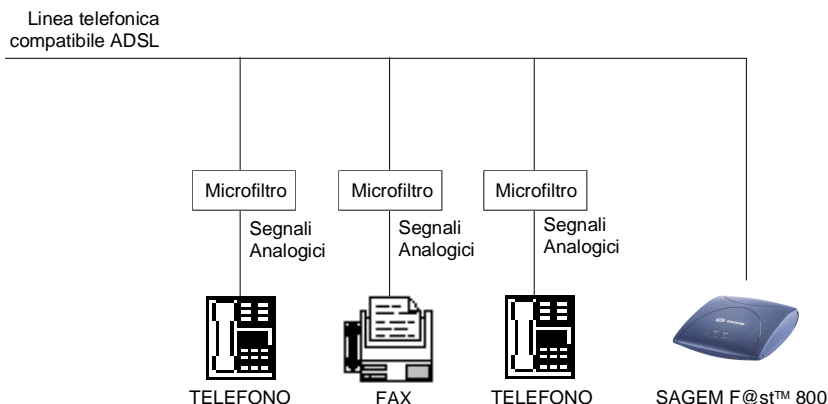 Linea telefonica
compatibile ADSL
Microfiltro
Microfiltro
Microfiltro
Segnali
Analogici
Segnali
Analogici
Segnali
Analogici
SAGEM
TELEFONO
FAX
TELEFONO
SAGEM F@st™ 800